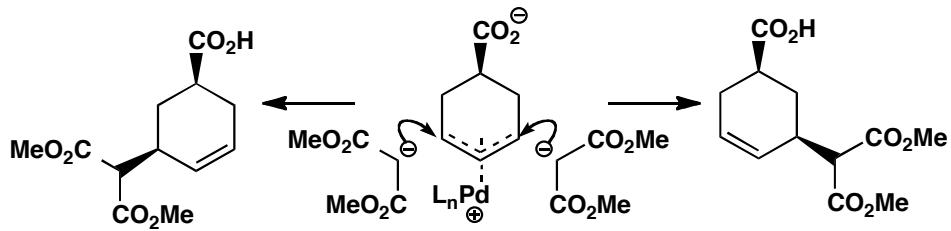 CO₂H
MeO₂C
CO₂Me
CO₂⊖
MeO₂C
⊖
MeO₂C
LₙPd
⊕
⊖
CO₂Me
CO₂Me
CO₂H
CO₂Me
CO₂Me